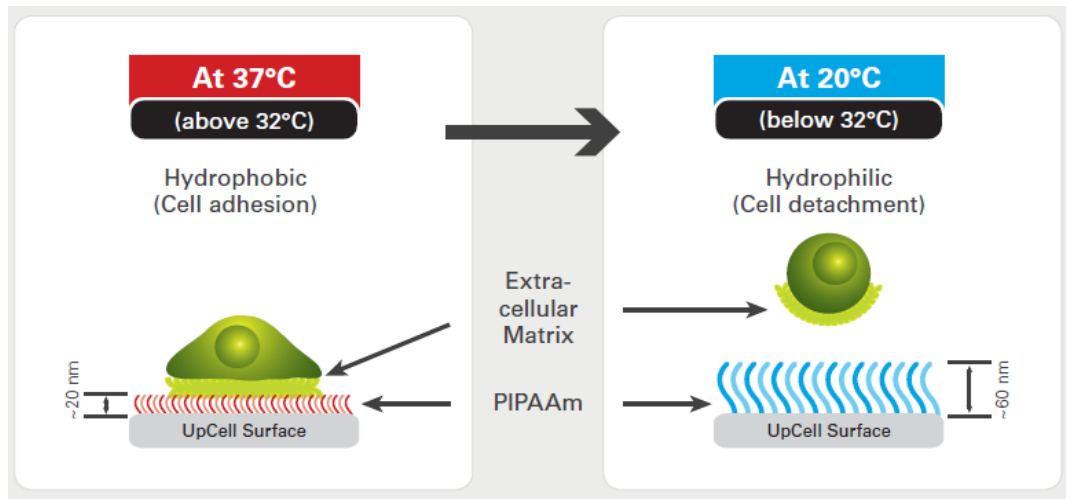 At 37°C
(above 32°C)
Hydrophobic
(Cell adhesion)
~20 nm
UpCell Surface
Extra-
cellular
Matrix
PIPAAm
At 20°C
(below 32°C)
Hydrophilic
(Cell detachment)
~60 nm
UpCell Surface